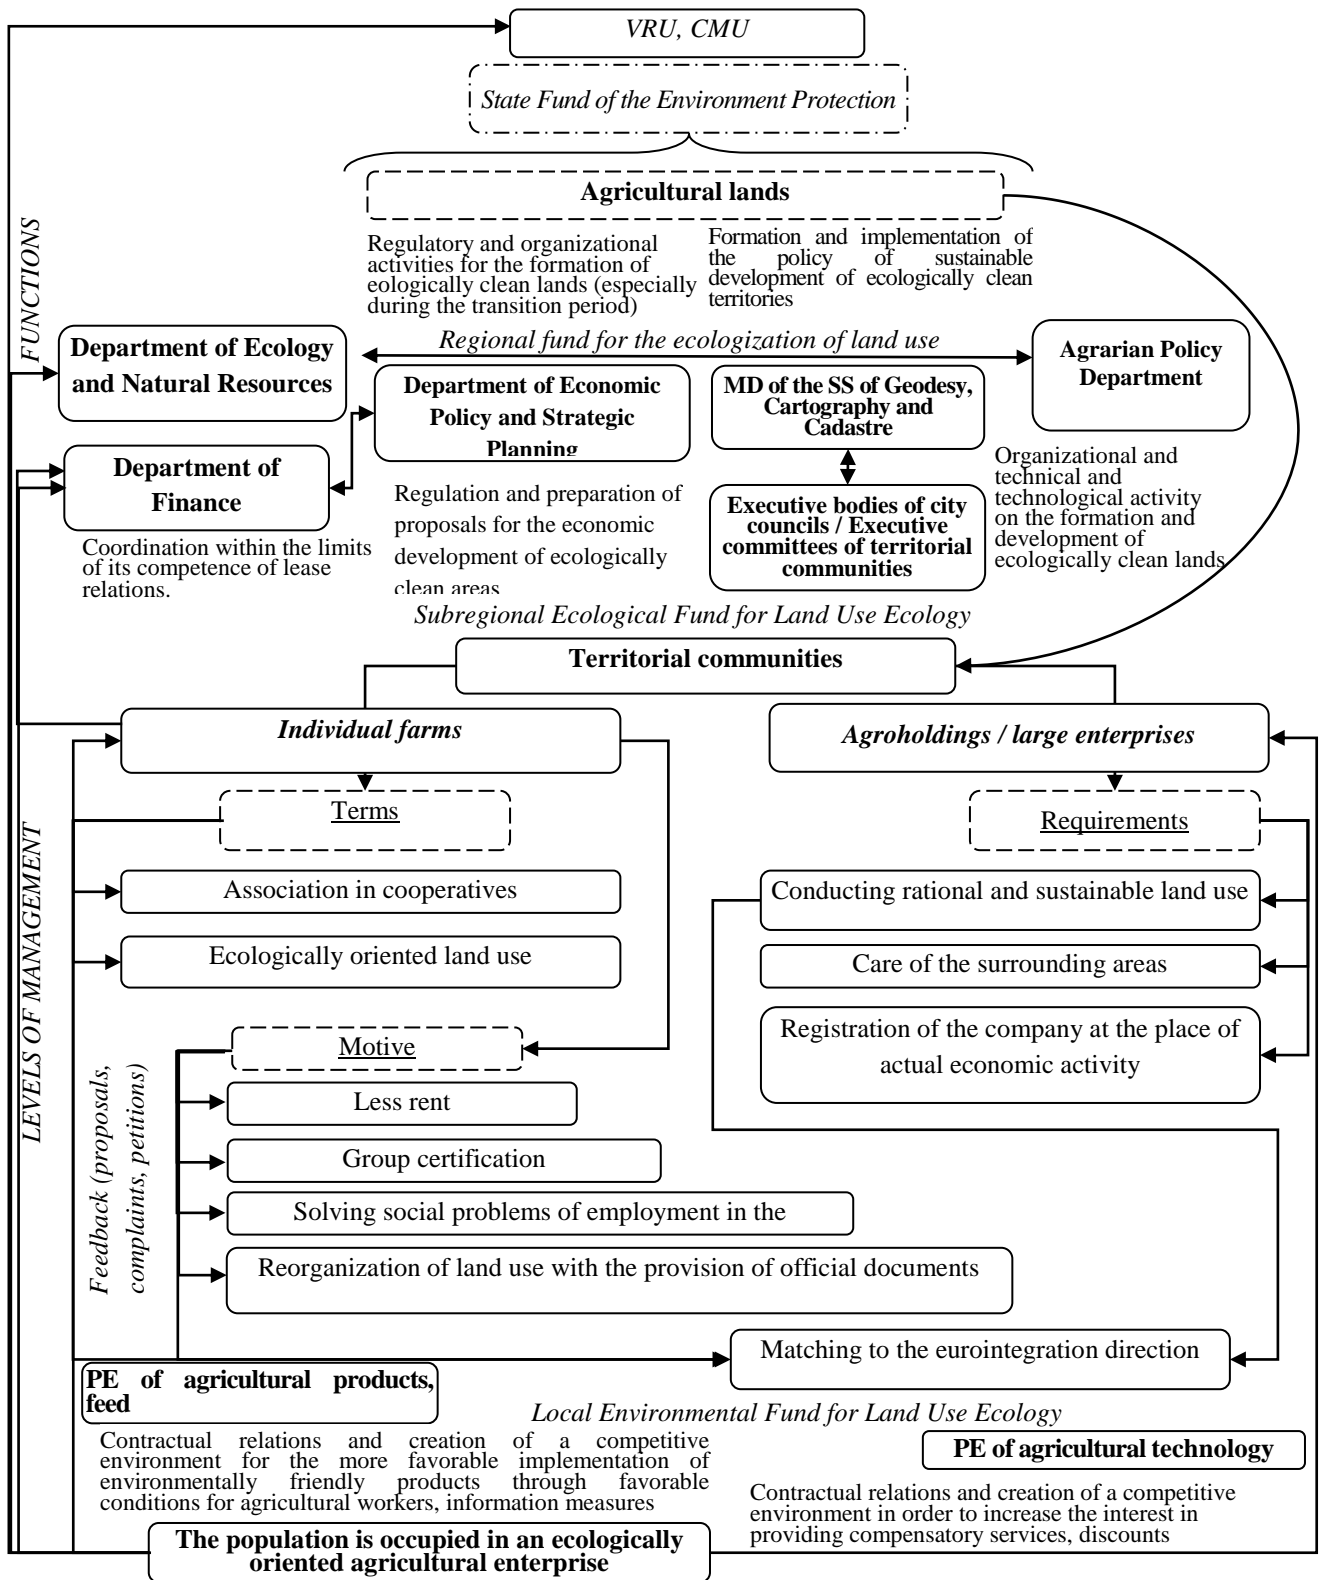 VRU, CMU
State Fund of the Environment Protection
Agricultural lands
Regulatory and organizational
activities for the formation of
eologically clean lands (especially
during the transition period)
Formation and implementation of
the policy of sustainable
development of ecologically clean
territories
FUNCTIONS
Regional fund for the ecologization of land use
Department of Ecology
and Natural Resources
Agrarian Policy
Department
Department of Economic
Policy and Strategic
Planning
MD of the SS of Geodesy,
Cartography and
Cadastre
Department of
Finance
Coordination within the limits
of its competence of lease
relations.
Regulation and preparation of
proposals for the economic
development of ecologically
clean areas
Executive bodies of city
councils / Executive
committees of territorial
communities
Organizational and
technical and
technological activity
on the formation and
development of
ecologically clean lands
Subregional Ecological Fund for Land Use Ecology
Territorial communities
Individual farms
Agroholdings / large enterprises
LEVELS OF MANAGEMENT
Terms
Requirements
Association in cooperatives
Ecologically oriented land use
Conducting rational and sustainable land use
Care of the surrounding areas
Registration of the company at the place of
actual economic activity
Motive
Feedback (proposals,
complaints, petitions)
Less rent
Group certification
Solving social problems of employment in the
Reorganization of land use with the provision of official documents
Matching to the eurointegration direction
PE of agricultural products,
feed
Local Environmental Fund for Land Use Ecology
Contractual relations and creation of a competitive
environment for the more favorable implementation of
environmentally friendly products through favorable
conditions for agricultural workers, information measures
PE of agricultural technology
Contractual relations and creation of a competitive
environment in order to increase the interest in
providing compensatory services, discounts
The population is occupied in an ecologically
oriented agricultural enterprise